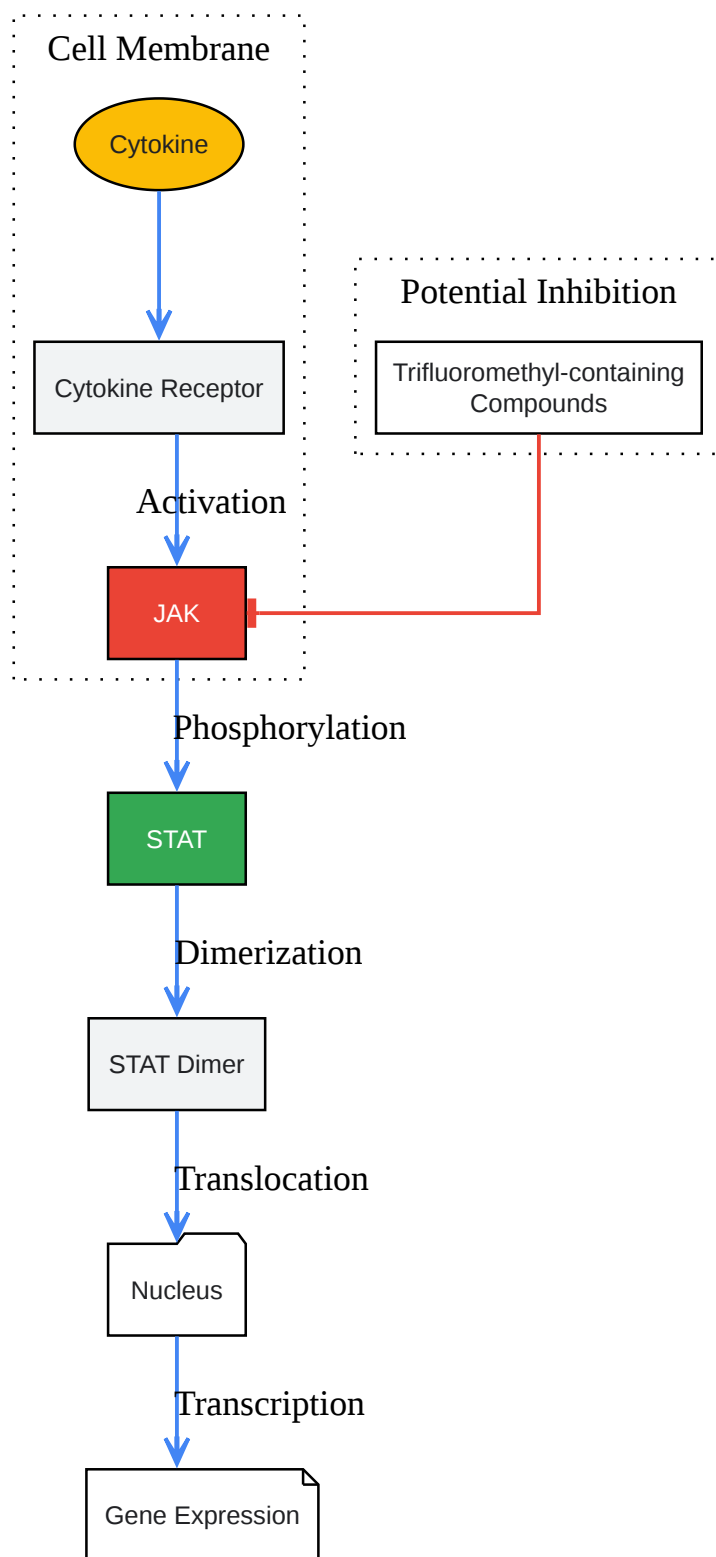 Cell Membrane
Cytokine
Potential Inhibition
Cytokine Receptor
Trifluoromethyl-containing
Compounds
Activation
JAK
Phosphorylation
STAT
Dimerization
STAT Dimer
Translocation
Nucleus
Transcription
Gene Expression